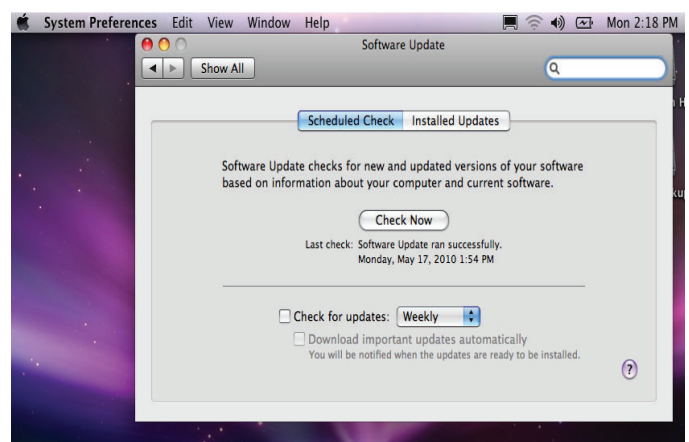 System Preferences Edit View Window Help Mon 2:18 PM
Software Update
Show All
Scheduled Check Installed Updates
Software Update checks for new and updated versions of your software
based on information about your computer and current software.
Check Now
Last check: Software Update ran successfully.
Monday, May 17, 2010 1:54 PM
Check for updates: Weekly
Download important updates automatically
You will be notified when the updates are ready to be installed.
?